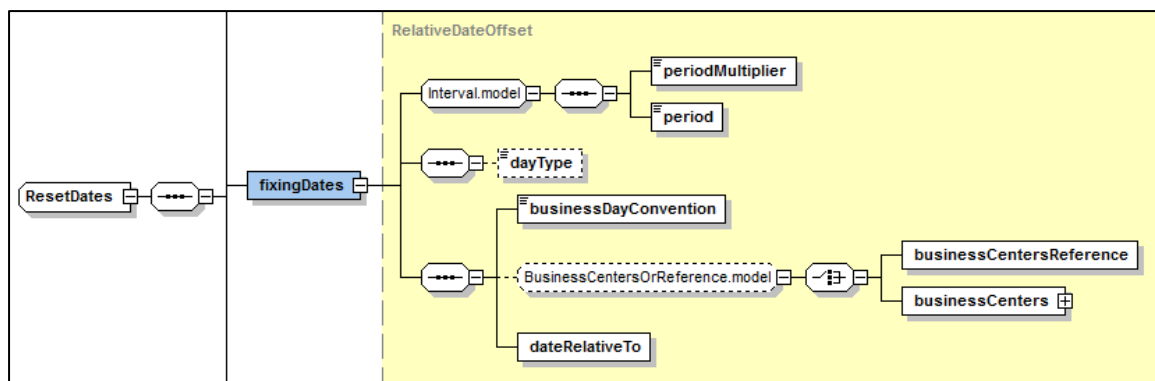 RelativeDateOffset
periodMultiplier
Interval.model
period
dayType
ResetDates
fixingDates
businessDayConvention
BusinessCentersOrReference.model
businessCentersReference
businessCenters
dateRelativeTo